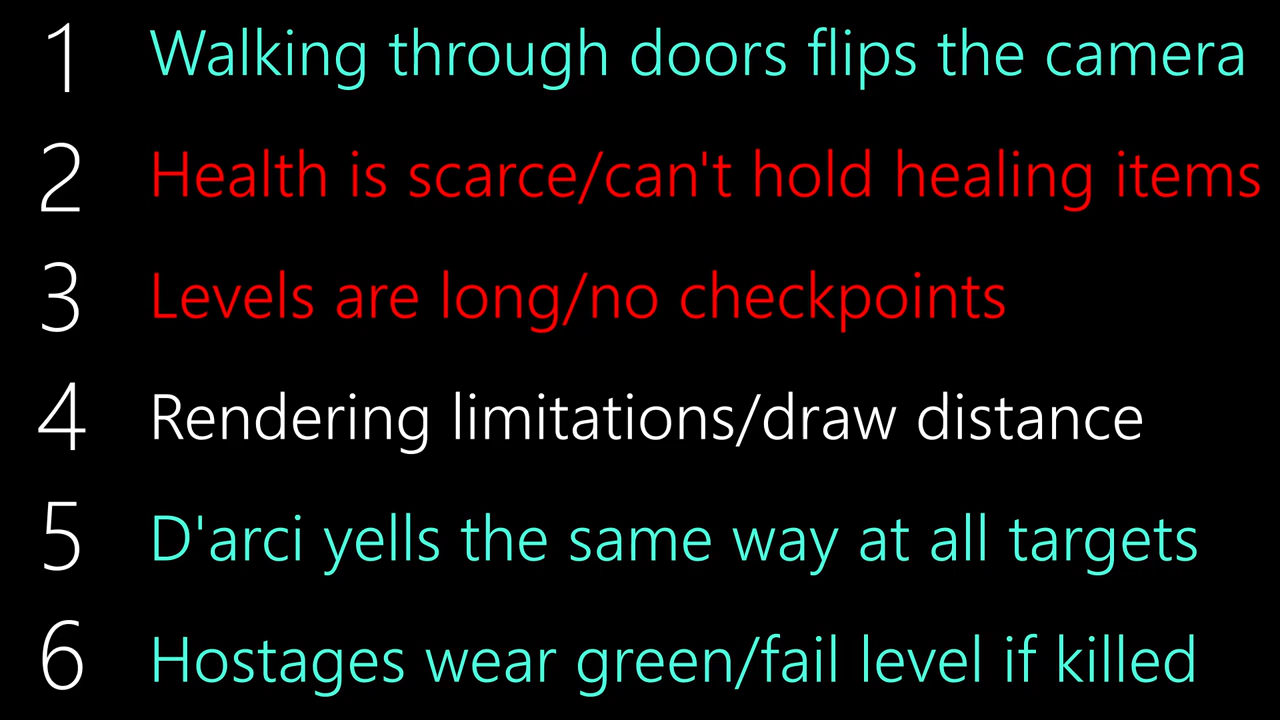 1 Walking through doors flips the camera
2 Health is scarce/can't hold healing items
3 Levels are long/no checkpoints
4 Rendering limitations/draw distance
5 D'arci yells the same way at all targets
6 Hostages wear green/fail level if killed